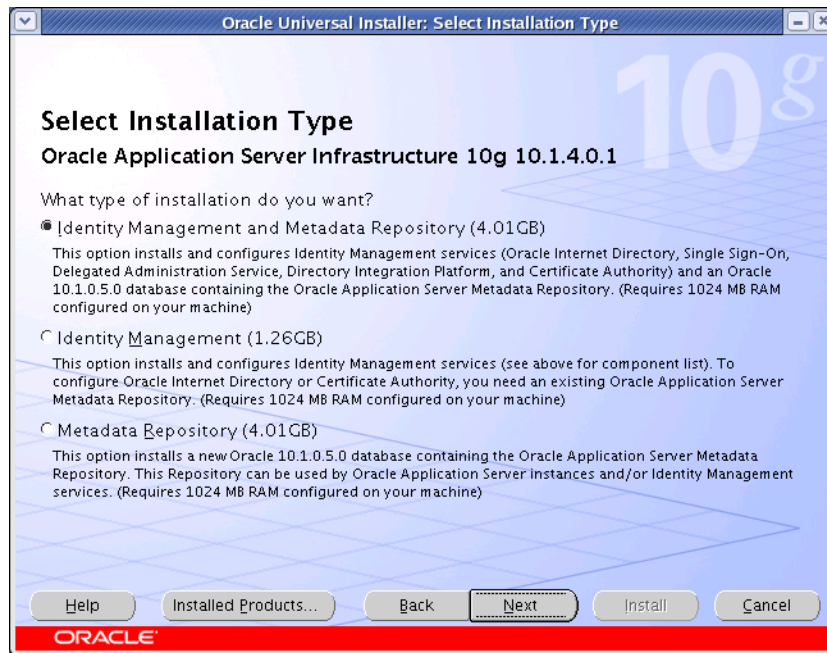 Oracle Universal Installer: Select Installation Type
10g
Select Installation Type
Oracle Application Server Infrastructure 10g 10.1.4.0.1
What type of installation do you want?
Identity Management and Metadata Repository (4.01GB)
This option installs and configures Identity Management services (Oracle Internet Directory, Single Sign-On,
Delegated Administration Service, Directory Integration Platform, and Certificate Authority) and an Oracle
10.1.0.5.0 database containing the Oracle Application Server Metadata Repository. (Requires 1024 MB RAM
configured on your machine)
Identity Management (1.26GB)
This option installs and configures Identity Management services (see above for component list). To
configure Oracle Internet Directory or Certificate Authority, you need an existing Oracle Application Server
Metadata Repository. (Requires 1024 MB RAM configured on your machine)
Metadata Repository (4.01GB)
This option installs a new Oracle 10.1.0.5.0 database containing the Oracle Application Server Metadata
Repository. This Repository can be used by Oracle Application Server instances and/or Identity Management
services. (Requires 1024 MB RAM configured on your machine)
Help Installed Products... Back Next Install Cancel
ORACLE